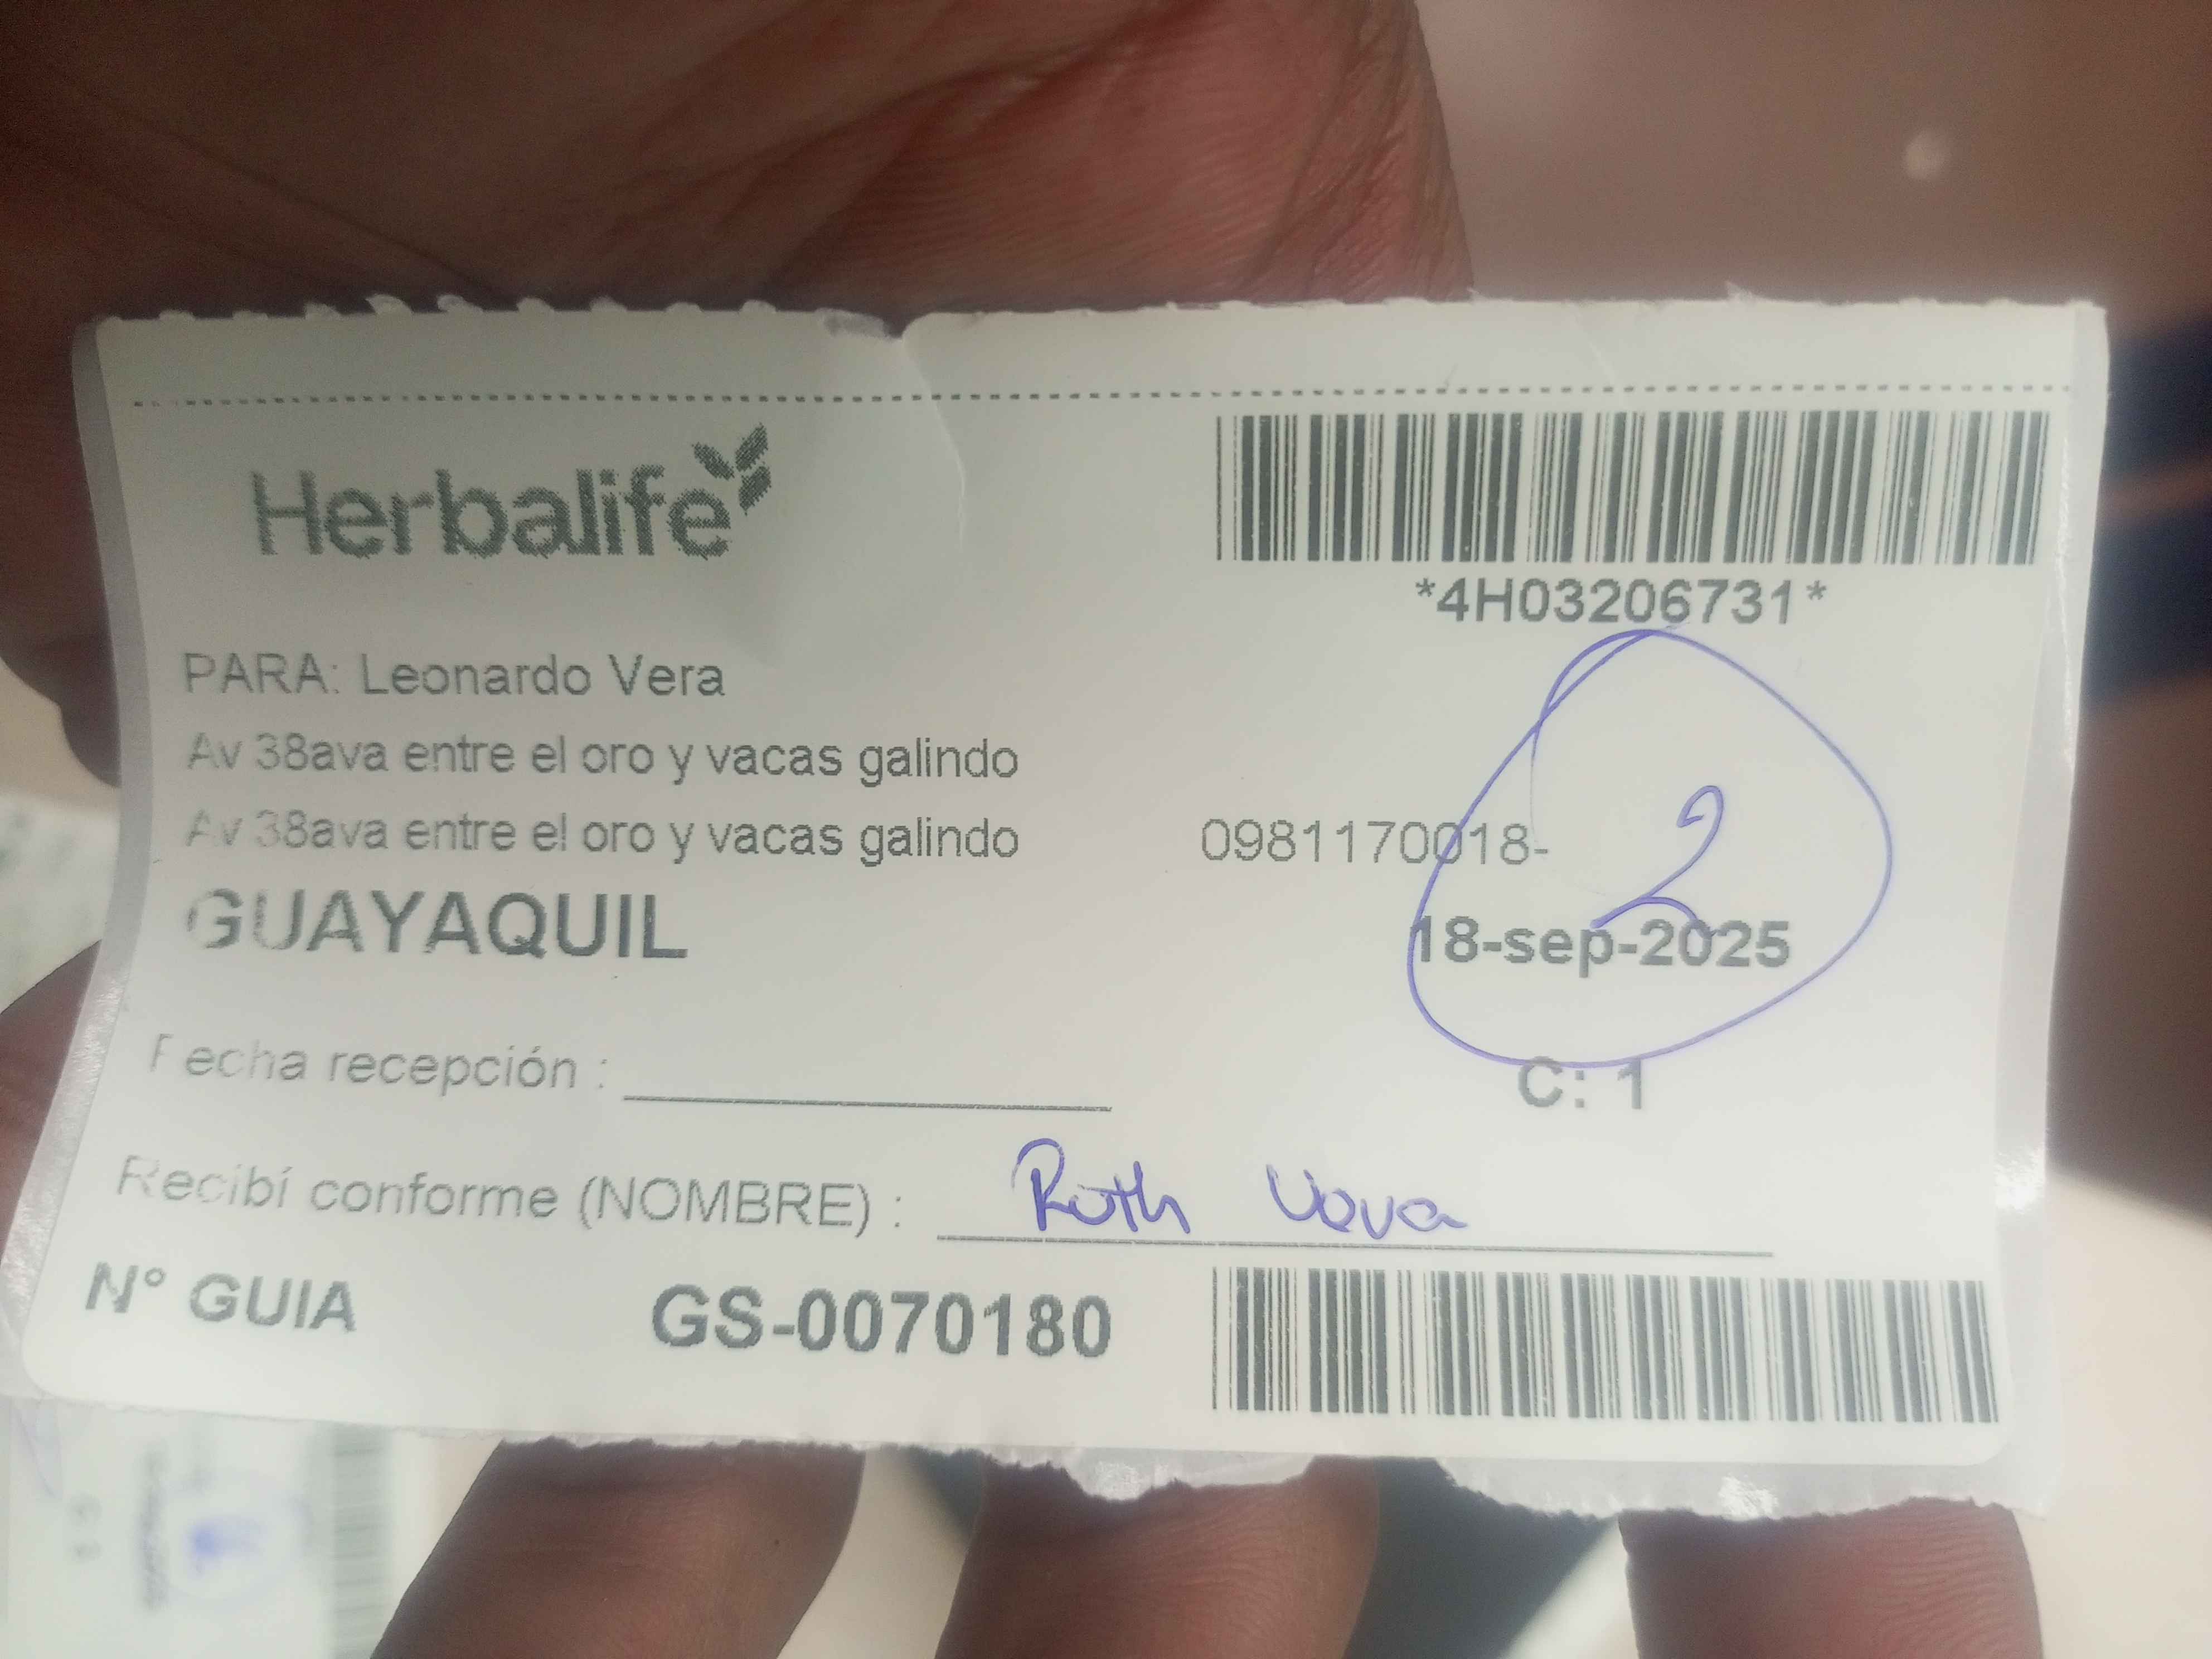 Herbalife
*4H03206731*
PARA: Leonardo Vera
Av 38ava entre el oro y vacas galindo
Av 38ava entre el oro y vacas galindo 0981170018-
2
GUAYAQUIL 18-sep-2025
Fecha recepción :
C: 1
Recibí conforme (NOMBRE) : Ruth
N° GUIA GS-0070180